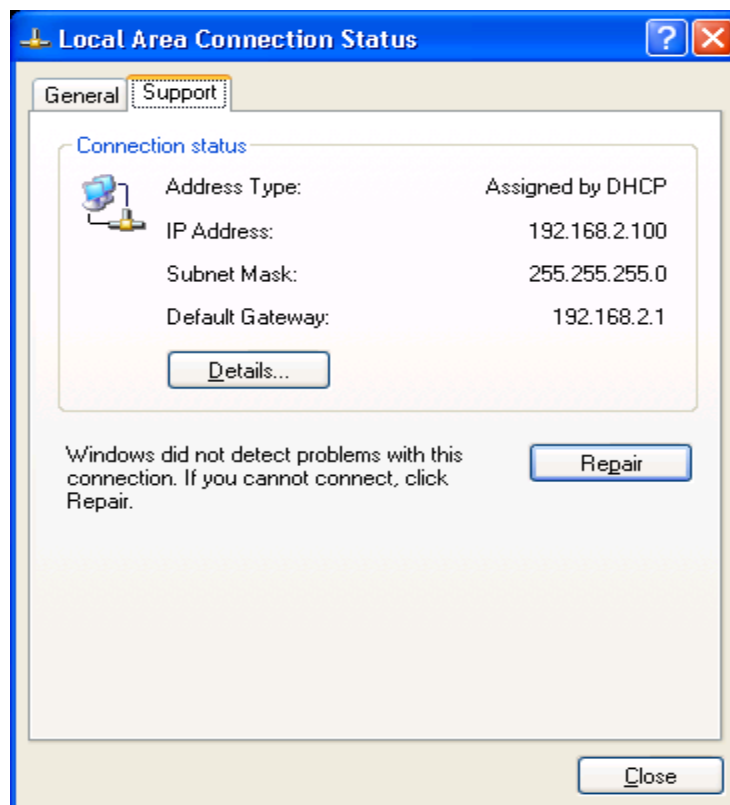 Local Area Connection Status
General Support
Connection status
Address Type: Assigned by DHCP
IP Address: 192.168.2.100
Subnet Mask: 255.255.255.0
Default Gateway: 192.168.2.1
Details...
Windows did not detect problems with this
connection. If you cannot connect, click
Repair.
Repair
Close